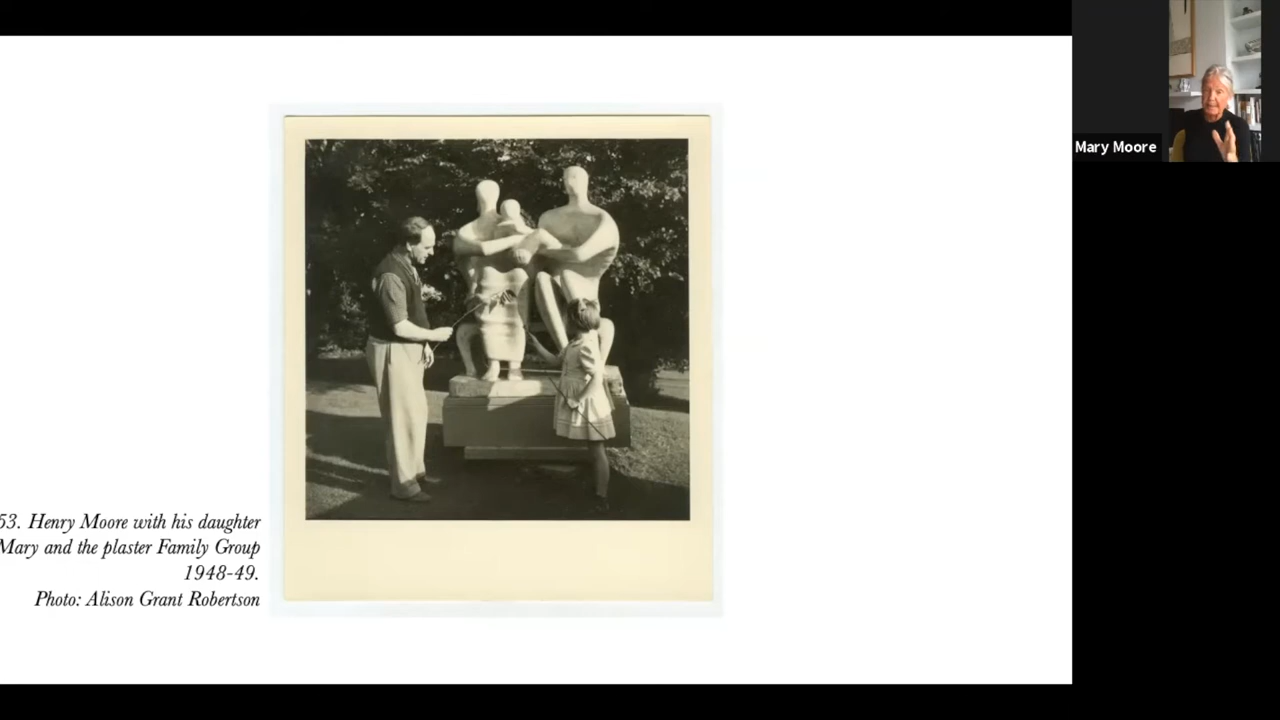 53. Henry Moore with his daughter
Mary and the plaster Family Group
1948-49.
Photo: Alison Grant Robertson
Mary Moore